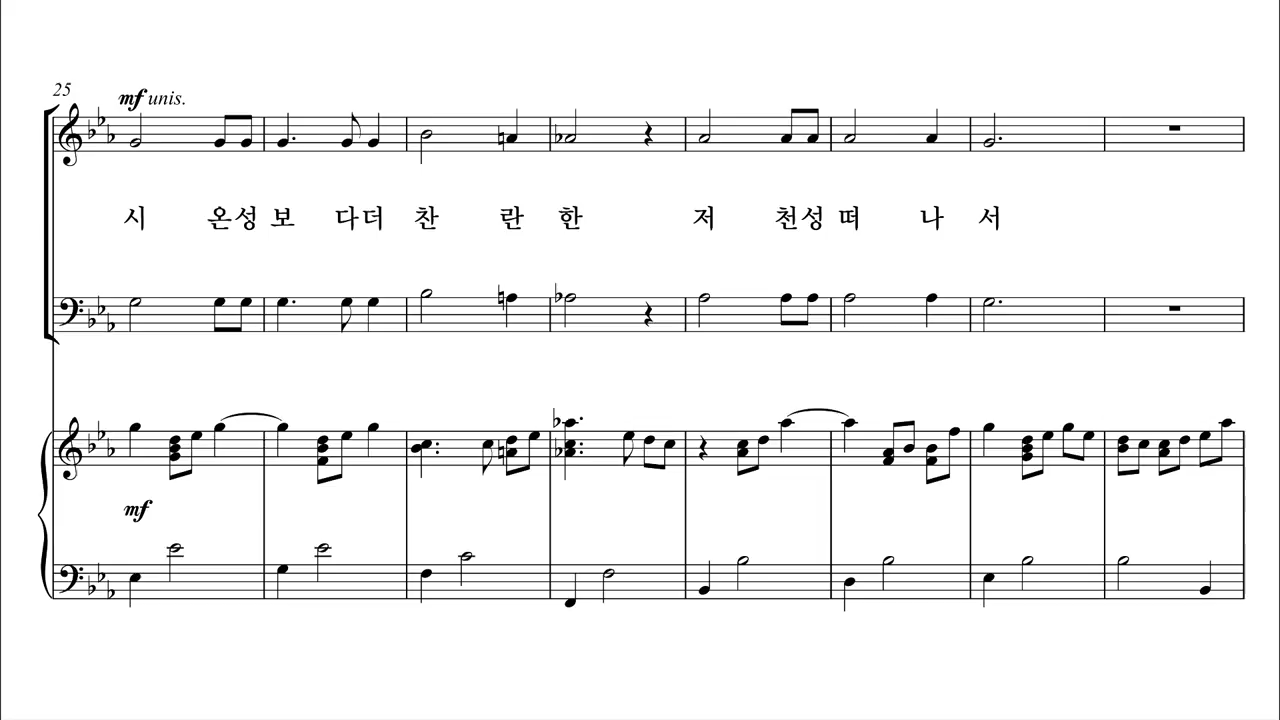 25
mf unis.
시 온성 보 다더 찬 란 한 저 천성 떠 나 서
mf